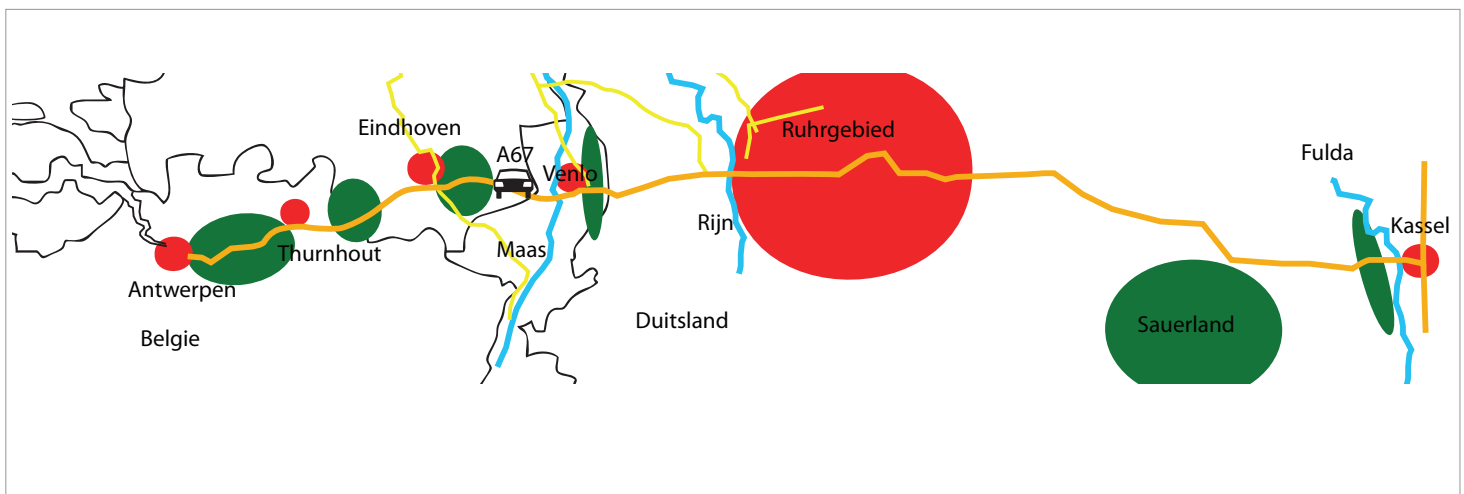 Eindhoven
A67
Venlo
Ruhrgebied
Fulda
Rijn
Kassel
Thurnhout
Maas
Antwerpen
Belgie
Duitsland
Sauerland